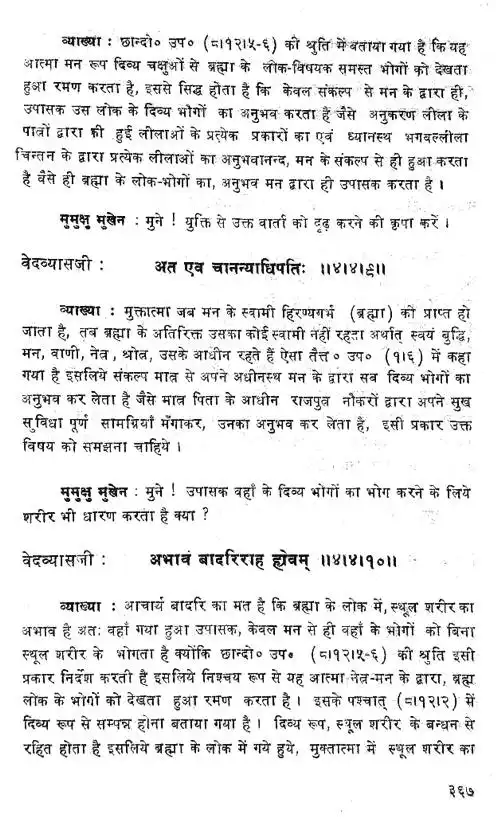 व्याख्या : छान्दो० उप० (८।१२।५-६) की श्रुति में बताया गया है कि यह
आत्मा मन रूप दिव्य चक्षुओं से ब्रह्मा के लोक-विषयक समस्त भोगों को देखता
हुआ रमण करता है, इससे सिद्ध होता है कि केवल संकल्प से मन के द्वारा ही,
उपासक उस लोक के दिव्य भोगों का अनुभव करता है जैसे अनुकरण लीला के
पात्रों द्वारा की हुई लीलाओं के प्रत्येक प्रकारों का एवं ध्यानस्थ भगबल्लीला
चिन्तन के द्वारा प्रत्येक लीलाओं का अनुभवानन्द, मन के संकल्प से ही हुआ करता
है वैसे ही ब्रह्मा के लोक-भोगों का, अनुभव मन द्वारा ही उपासक करता है ।
मुमुक्षु मुखेन : मुने ! युक्ति से उक्त वार्ता को दृढ़ करने की कृपा करें ।
वेदव्यासजी : अत एव चानन्याधिपतिः ॥४।४।९॥
व्याख्या : मुक्तात्मा जब मन के स्वामी हिरण्यगर्भ (ब्रह्मा) को प्राप्त हो
जाता है, तब ब्रह्मा के अतिरिक्त उसका कोई स्वामी नहीं रहता अर्थात् स्वयं बुद्धि,
मन, वाणी, नेत्र, श्रोत्र, उसके आधीन रहते हैं ऐसा तैत्त० उप० (१।६) में कहा
गया है इसलिये संकल्प मात्र से अपने अधीनस्थ मन के द्वारा सब दिव्य भोगों का
अनुभव कर लेता है जैसे मात्र पिता के आधीन राजपुत्र नौकरों द्वारा अपने सुख
सुविधा पूर्ण सामग्रियाँ मँगाकर, उनका अनुभव कर लेता है, इसी प्रकार उक्त
विषय को समझना चाहिये ।
मुमुक्षु मुखेन : मुने ! उपासक वहाँ के दिव्य भोगों का भोग करने के लिये
शरीर भी धारण करता है क्या ?
वेदव्यासजी : अभावं बादरिराह ह्येवम् ॥४।४।१०॥
व्याख्या : आचार्य बादरि का मत है कि ब्रह्मा के लोक में, स्थूल शरीर का
अभाव है अतः वहाँ गया हुआ उपासक, केवल मन से ही वहाँ के भोगों को बिना
स्थूल शरीर के भोगता है क्योंकि छान्दो० उप० (८।१२।५-६) की श्रुति इसी
प्रकार निर्देश करती है इसलिये निश्चय रूप से यह आत्मा नेत्र-मन के द्वारा, ब्रह्म
लोक के भोगों को देखता हुआ रमण करता है । इसके पश्चात् (८।१२।२) में
दिव्य रूप से सम्पन्न होना बताया गया है । दिव्य रूप, स्थूल शरीर के बन्धन से
रहित होता है इसलिये ब्रह्मा के लोक में गये हुये, मुक्तात्मा में स्थूल शरीर का
३६७